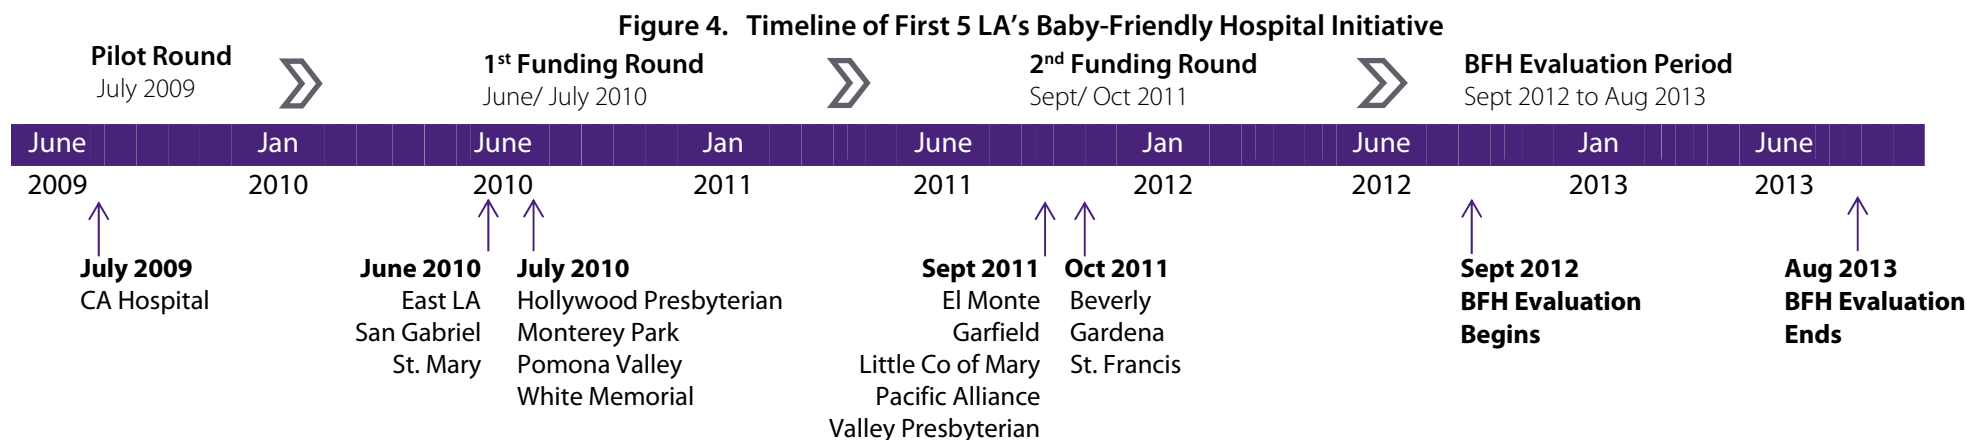 Figure 4. Timeline of First 5 LA's Baby-Friendly Hospital Initiative
Pilot Round
July 2009
1st Funding Round
June/ July 2010
2nd Funding Round
Sept/ Oct 2011
BFH Evaluation Period
Sept 2012 to Aug 2013
June Jan June Jan June Jan June Jan June
2009 2010 2010 2011 2011 2012 2012 2013 2013
July 2009
CA Hospital
June 2010
East LA
San Gabriel
St. Mary
July 2010
Hollywood Presbyterian
Monterey Park
Pomona Valley
White Memorial
Sept 2011
El Monte
Garfield
Little Co of Mary
Pacific Alliance
Valley Presbyterian
Oct 2011
Beverly
Gardena
St. Francis
Sept 2012
BFH Evaluation
Begins
Aug 2013
BFH Evaluation
Ends